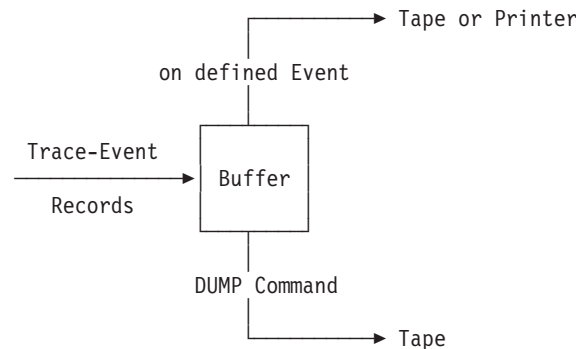 Tape or Printer
on defined Event
Trace-Event
Buffer
Records
DUMP Command
Tape